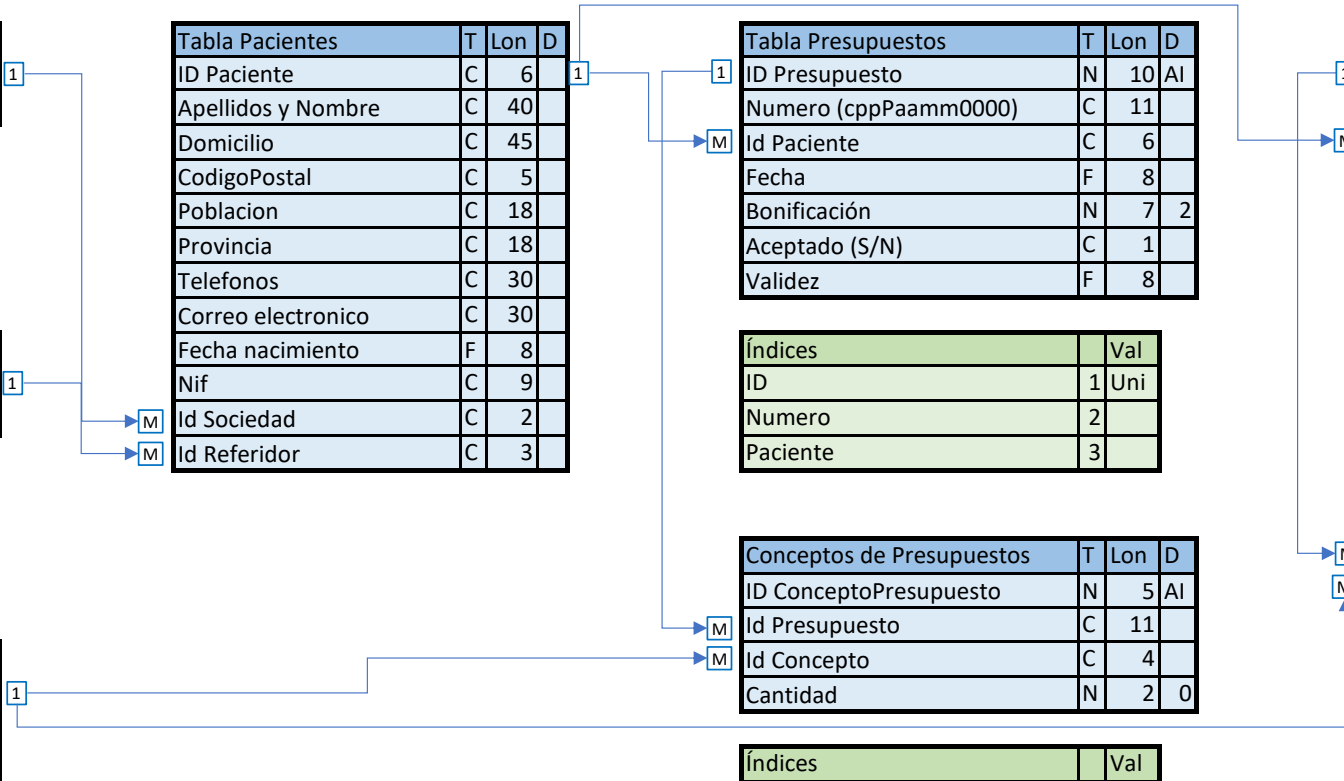 Tabla Pacientes T Lon D
1 ID Paciente C 6 1
Apellidos y Nombre C 40
Domicilio C 45
CodigoPostal C 5
Poblacion C 18
Provincia C 18
Telefonos C 30
Correo electronico C 30
Fecha nacimiento F 8
1 Nif C 9
M Id Sociedad C 2
M Id Referidor C 3
Tabla Presupuestos T Lon D
1 ID Presupuesto N 10 AI
Numero (cppPaamm0000) C 11
M Id Paciente C 6
Fecha F 8
Bonificación N 7 2
Aceptado (S/N) C 1
Validez F 8
Índices Val
ID 1 Uni
Numero 2
Paciente 3
Conceptos de Presupuestos T Lon D
ID ConceptoPresupuesto N 5 AI
M Id Presupuesto C 11
M Id Concepto C 4
1 Cantidad N 2 0
Índices Val